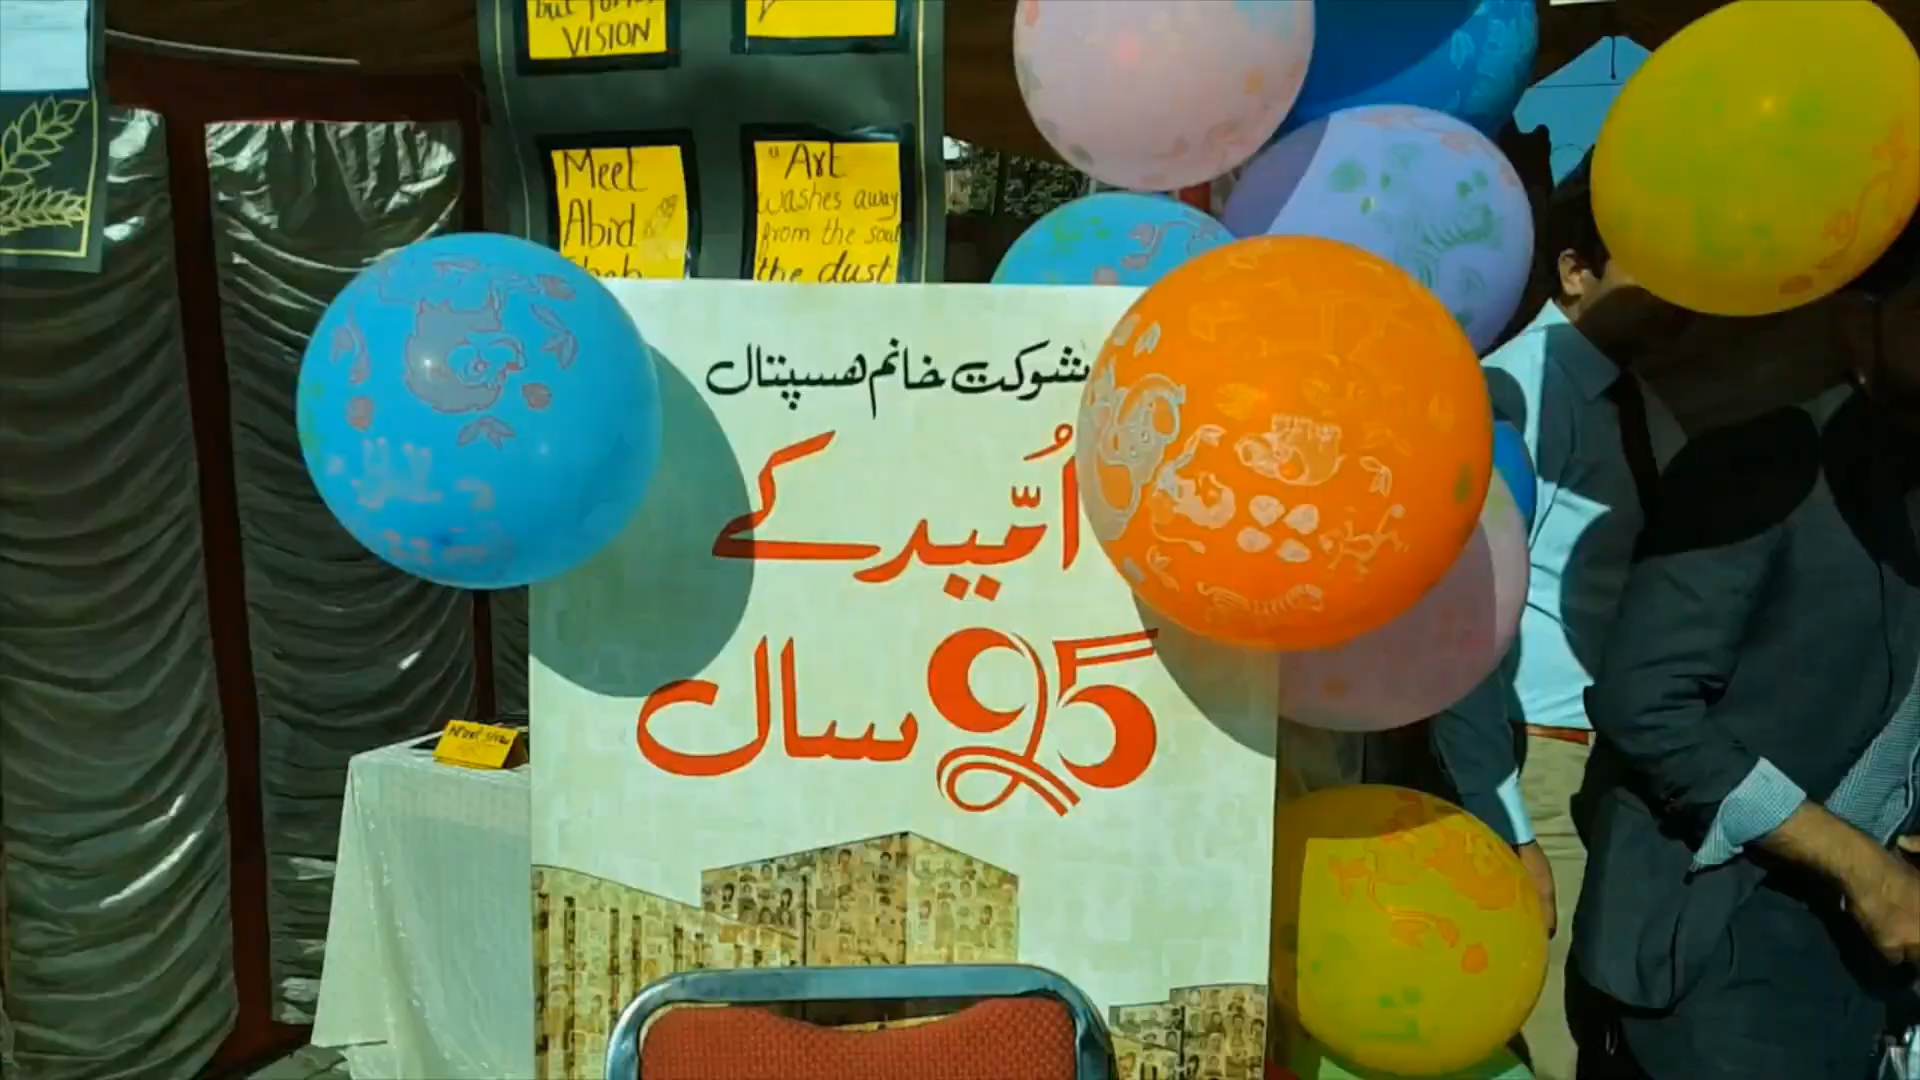 VISION
Meet
Abid
"Art
washes away
from the soul
the dust
شوکت خانم ہسپتال
اُمّید کے
25 سال